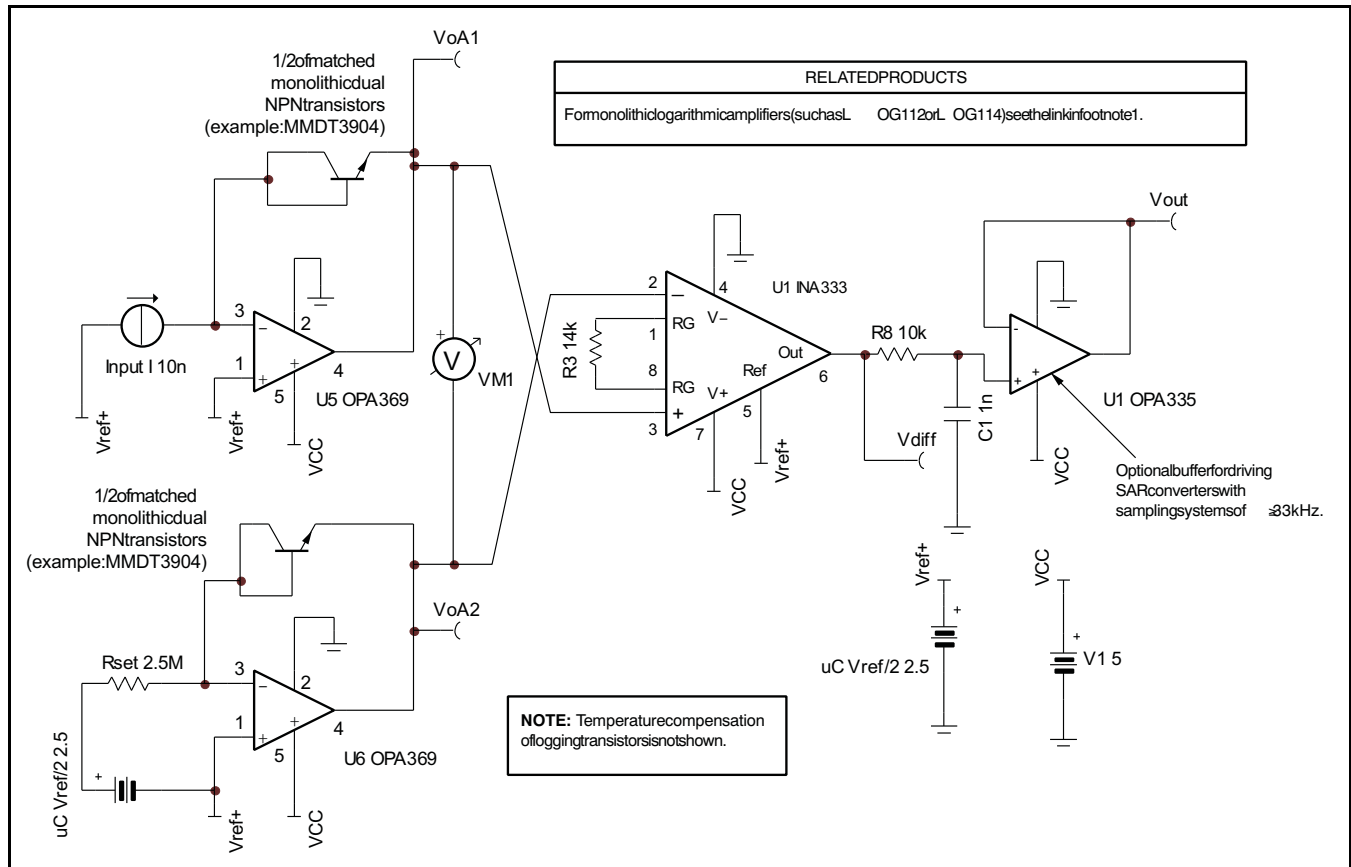 VoA1
1/2ofmatched
monolithicdual
NPNtransistors
(example:MMDT3904)
RELATEDPRODUCTS
Formonolithiclogarithmicamplifiers(suchasL OG112orL OG114)seethelinkinfootnote1.
Vout
Input I 10n
3
−
2
1
+
+
4
5
U5 OPA369
Vref+
Vref+
VCC
+
V
VM1
2
−
4
U1 INA333
RG
V−
1
R3 14k
Out
8
Ref
6
RG
V+
5
+
3
7
VCC
Vref+
R8 10k
C1 1n
Vdiff
-
+
+
U1 OPA335
VCC
Optionalbufferfordriving
SARconverterswith
samplingsystemsof ≥33kHz.
1/2ofmatched
monolithicdual
NPNtransistors
(example:MMDT3904)
VoA2
Rset 2.5M
3
−
2
1
+
+
4
5
U6 OPA369
uC Vref/2 2.5
+
Vref+
VCC
NOTE: Temperaturecompensation
ofloggingtransistorsisnotshown.
Vref+
+
uC Vref/2 2.5
VCC
+
V1 5